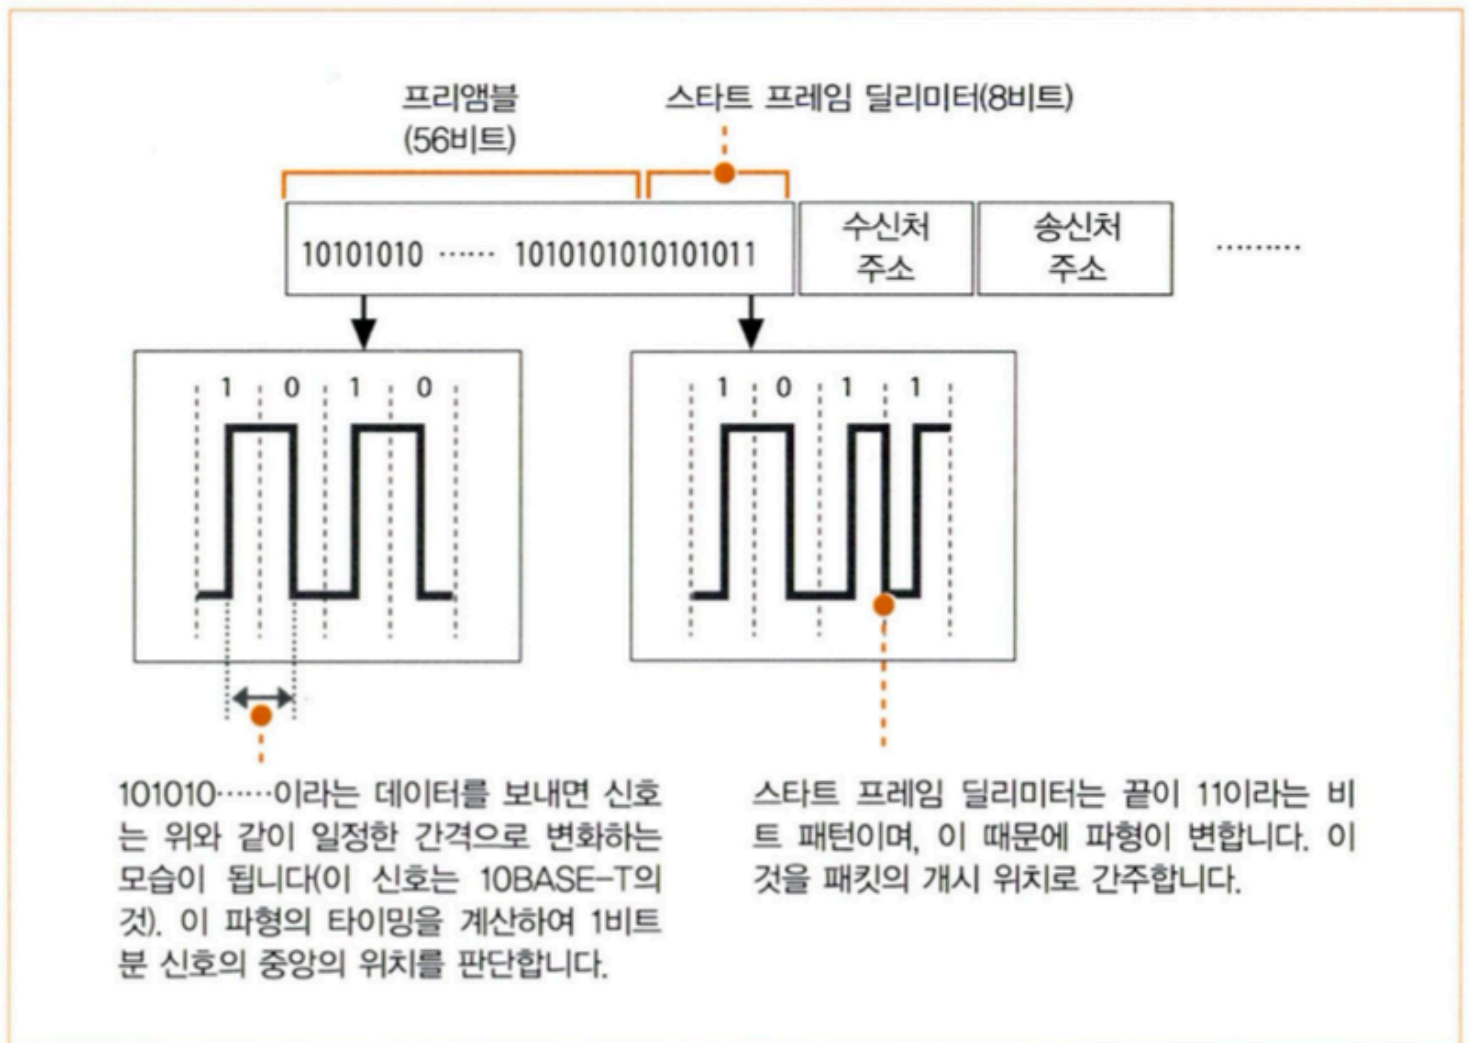 프리앰블
(56비트)
스타트 프레임 딜리미터(8비트)
10101010 …… 1010101010101011
수신처
주소
송신처
주소
………
1 0 1 0
1 0 1 1
101010……이라는 데이터를 보내면 신호
는 위와 같이 일정한 간격으로 변화하는
모습이 됩니다(이 신호는 10BASE-T의
것). 이 파형의 타이밍을 계산하여 1비트
분 신호의 중앙의 위치를 판단합니다.
스타트 프레임 딜리미터는 끝이 11이라는 비
트 패턴이며, 이 때문에 파형이 변합니다. 이
것을 패킷의 개시 위치로 간주합니다.